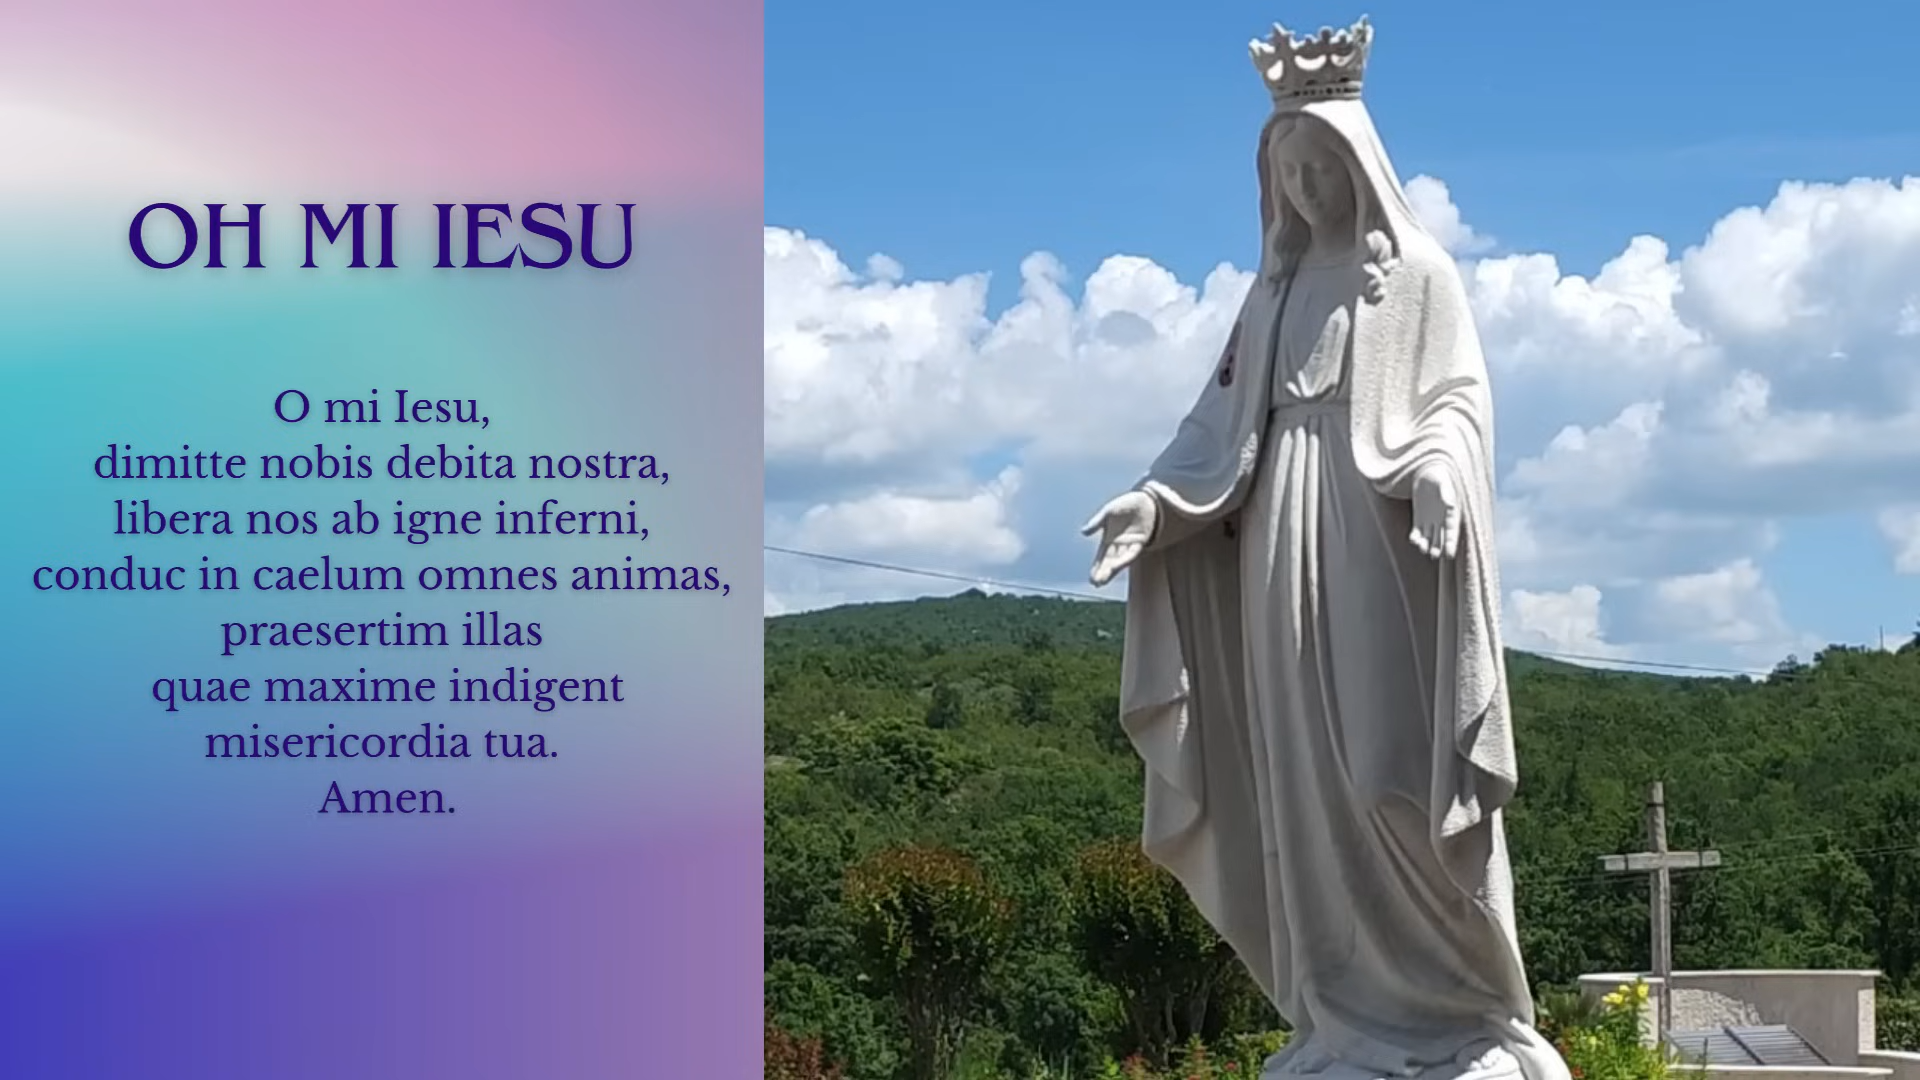 OH MI IESU
O mi Iesu,
dimitte nobis debita nostra,
libera nos ab igne inferni,
conduc in caelum omnes animas,
praesertim illas
quae maxime indigent
misericordia tua.
Amen.